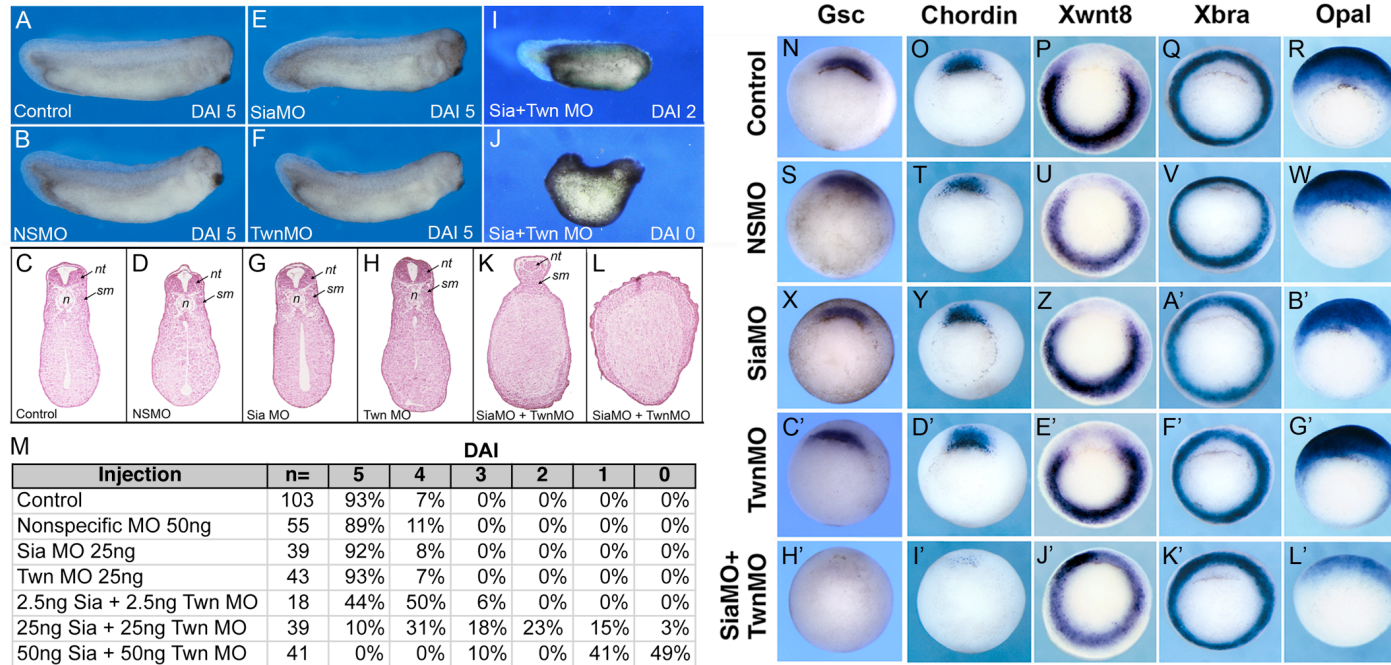 A
Control
DAI 5
E
SiaMO
DAI 5
I
Sia+Twn MO
DAI 2
B
NSMO
DAI 5
F
TwnMO
DAI 5
J
Sia+Twn MO
DAI 0
C
nt
sm
n
Control
D
nt
sm
n
NSMO
G
nt
sm
n
Sia MO
H
nt
sm
n
Twn MO
K
nt
sm
SiaMO + TwnMO
L
SiaMO + TwnMO
M
DAI
Injection n= 5 4 3 2 1 0
Control 103 93% 7% 0% 0% 0% 0%
Nonspecific MO 50ng 55 89% 11% 0% 0% 0% 0%
Sia MO 25ng 39 92% 8% 0% 0% 0% 0%
Twn MO 25ng 43 93% 7% 0% 0% 0% 0%
2.5ng Sia + 2.5ng Twn MO 18 44% 50% 6% 0% 0% 0%
25ng Sia + 25ng Twn MO 39 10% 31% 18% 23% 15% 3%
50ng Sia + 50ng Twn MO 41 0% 0% 10% 0% 41% 49%
Gsc Chordin Xwnt8 Xbra Opal
Control
N O P Q R
NSMO
S T U V W
SiaMO
X Y Z A’ B’
TwnMO
C’ D’ E’ F’ G’
SiaMO+
TwnMO
H’ I’ J’ K’ L’